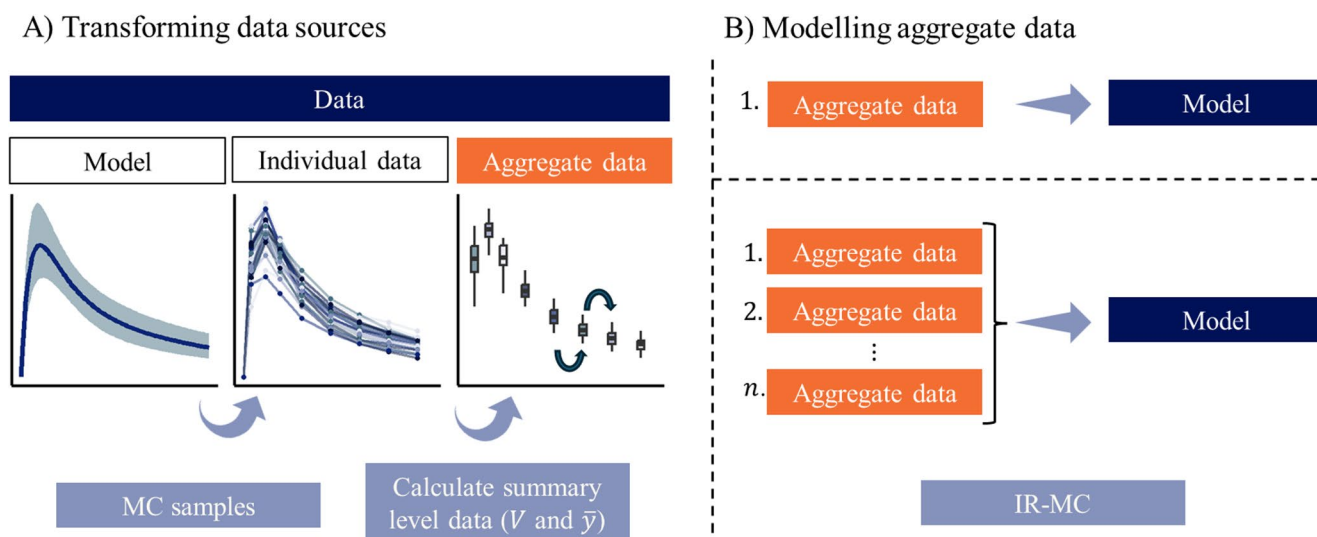 A) Transforming data sources
Data
Model
Individual data
Aggregate data
MC samples
Calculate summary
level data (V and ȳ)
B) Modelling aggregate data
1. Aggregate data
Model
1. Aggregate data
2. Aggregate data
⋮
n. Aggregate data
Model
IR-MC